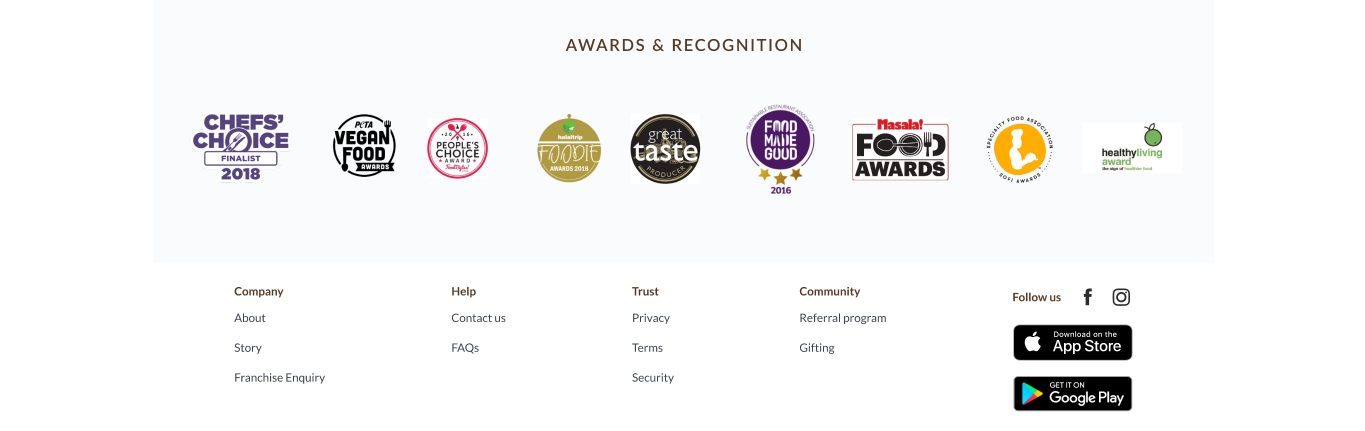 AWARDS & RECOGNITION
CHEFS'
CHOICE
FINALIST
2018
PETA
VEGAN
FOOD
AWARDS
2016
PEOPLE'S
CHOICE
AWARD
halaltrip
FOODIE
AWARDS 2018
great
taste
PRODUCER
SUSTAINABLE RESTAURANT ASSOCIATION
FOOD
MADE
GOOD
2016
Masala!
FOOD
AWARDS
SPECIALTY FOOD ASSOCIATION
SOFI AWARDS
healthyliving
award
the sign of healthier food
Company
About
Story
Franchise Enquiry
Help
Contact us
FAQs
Trust
Privacy
Terms
Security
Community
Referral program
Gifting
Follow us
Download on the
App Store
GET IT ON
Google Play